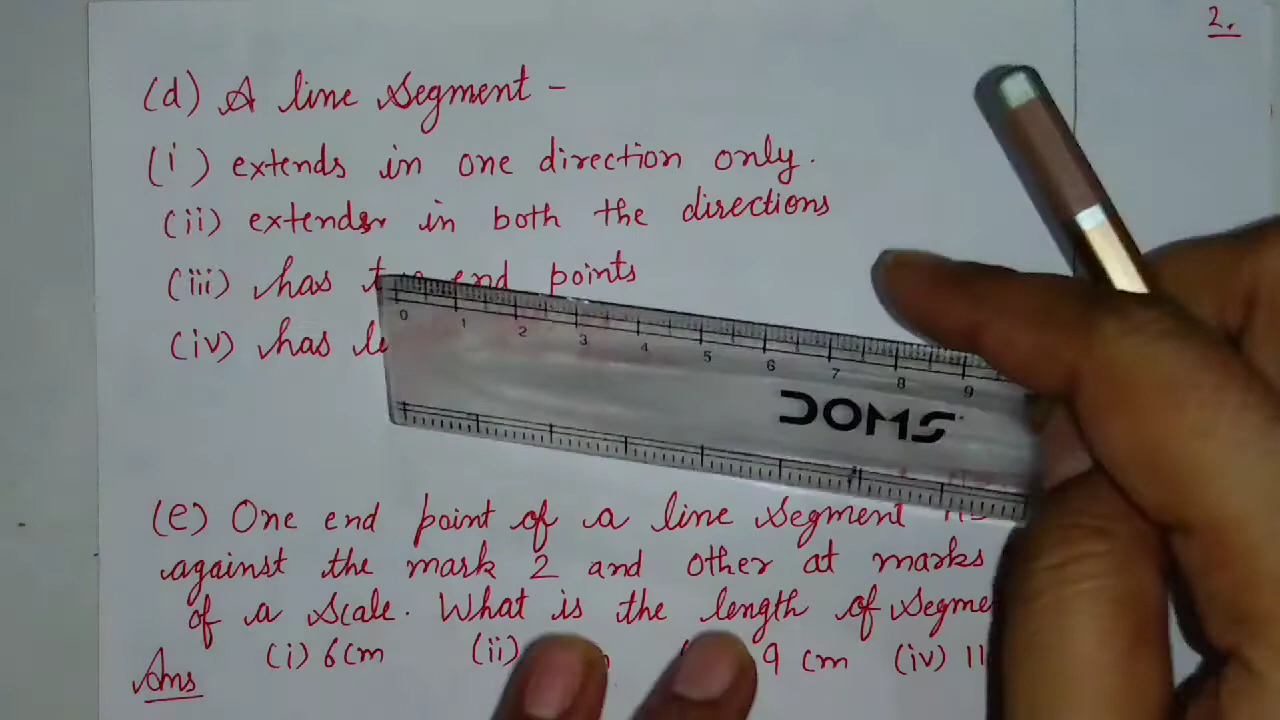 2.
(d) A line segment -
(i) extends in one direction only.
(ii) extends in both the directions
(iii) has end points
(iv) has
0 1 2 3 4 5 6 7 8 9
DOMS
(e) One end point of a line segment
against the mark 2 and other at marks
of a scale. What is the length of
Ans (i) 6cm (ii) 9 cm (iv) 11